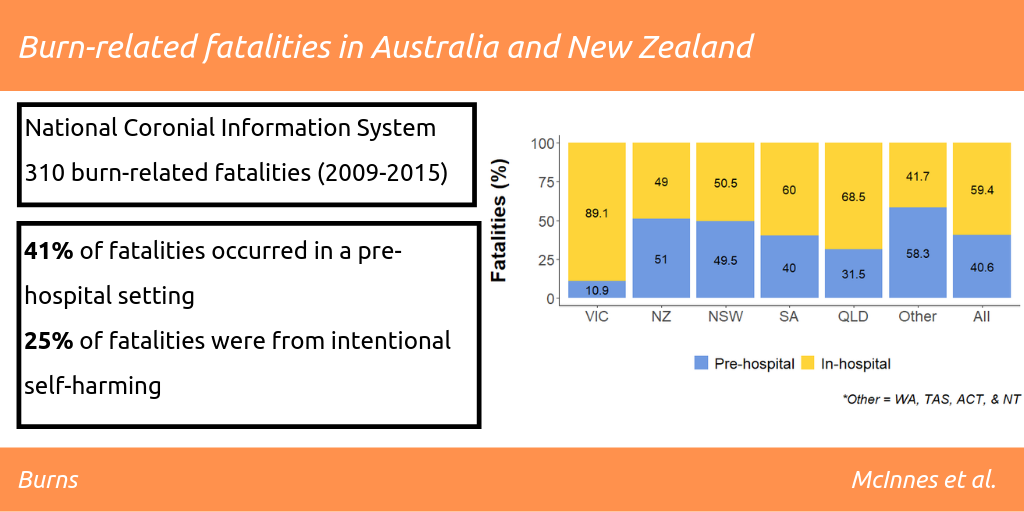 Burn-related fatalities in Australia and New Zealand
National Coronial Information System
310 burn-related fatalities (2009-2015)
41% of fatalities occurred in a pre-
hospital setting
25% of fatalities were from intentional
self-harming
Fatalities (%)
100
75
50
25
0
89.1
49
50.5
60
68.5
41.7
59.4
10.9
51
49.5
40
31.5
58.3
40.6
VIC NZ NSW SA QLD Other All
Pre-hospital In-hospital
*Other = WA, TAS, ACT, & NT
Burns
McInnes et al.